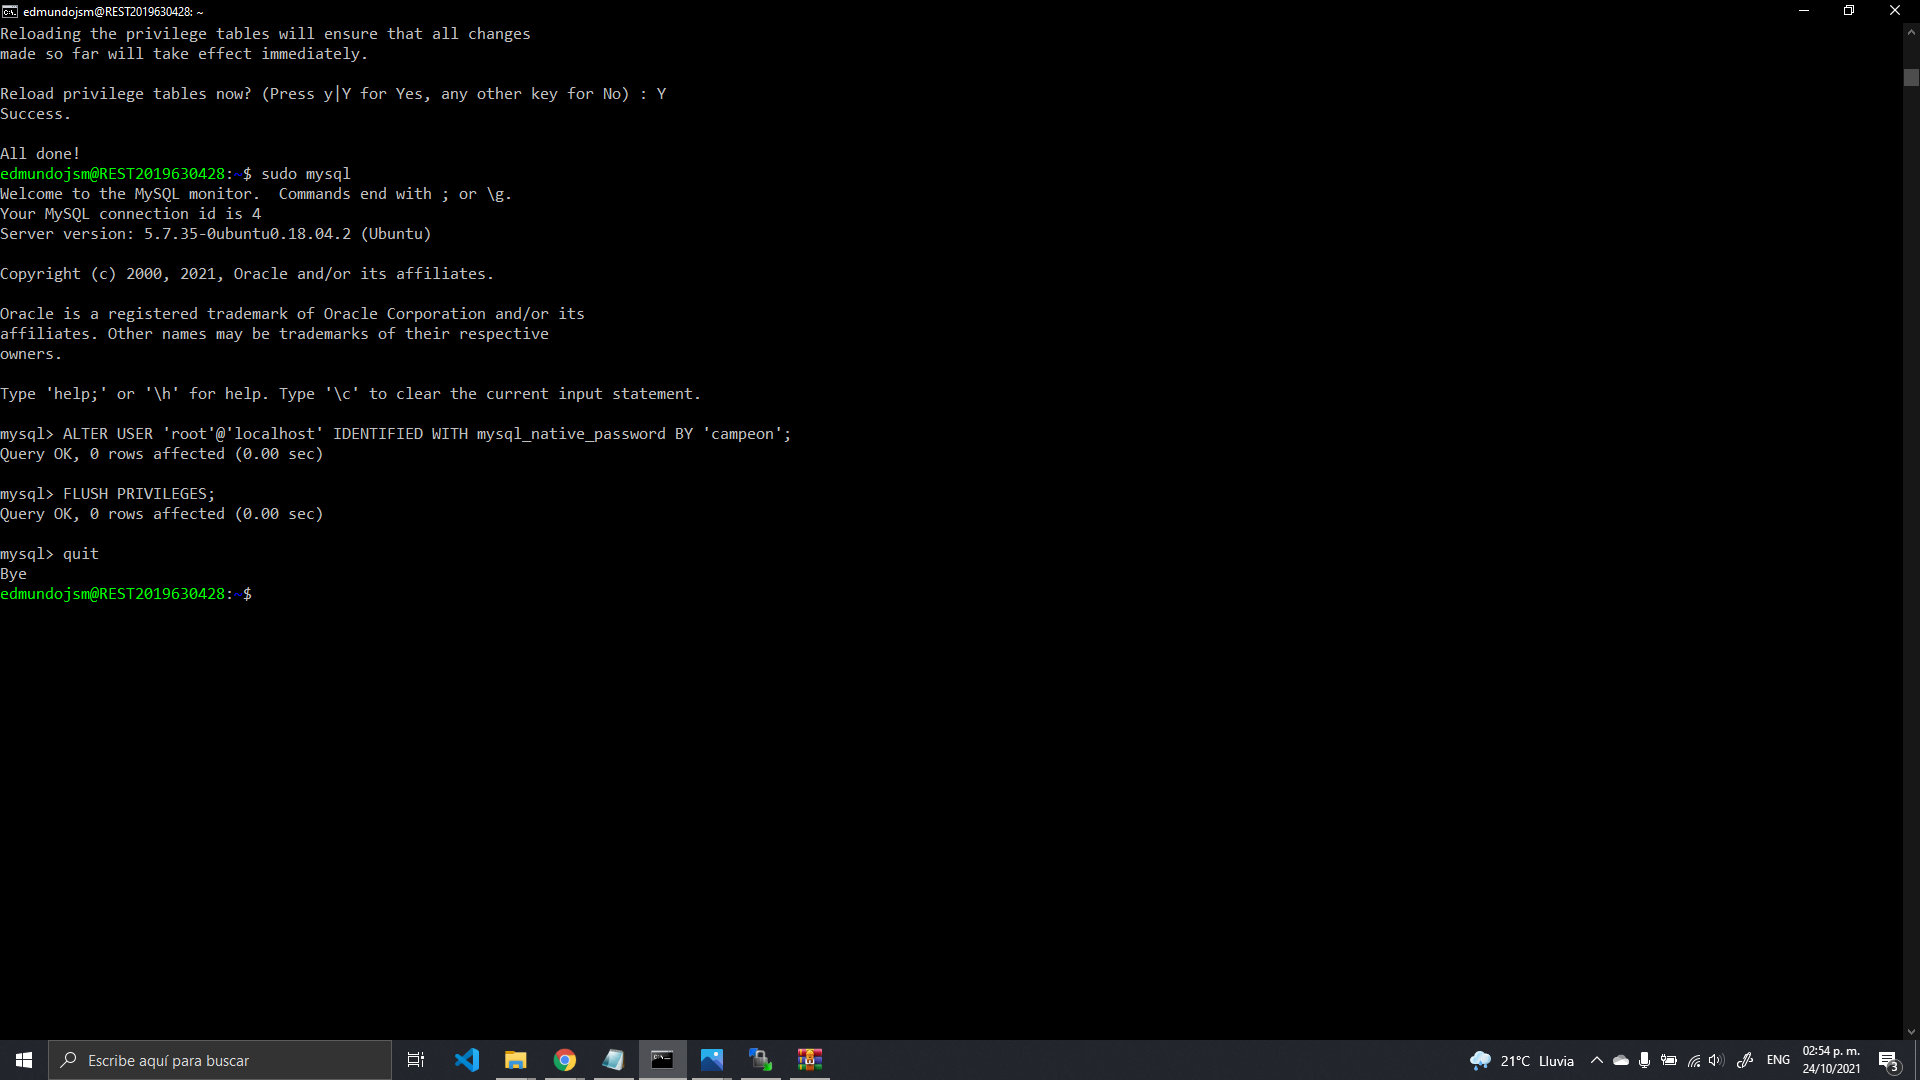 edmundojsm@REST2019630428: ~
Reloading the privilege tables will ensure that all changes
made so far will take effect immediately.
Reload privilege tables now? (Press y|Y for Yes, any other key for No) : Y
Success.
All done!
edmundojsm@REST2019630428:~$ sudo mysql
Welcome to the MySQL monitor.  Commands end with ; or \g.
Your MySQL connection id is 4
Server version: 5.7.35-0ubuntu0.18.04.2 (Ubuntu)
Copyright (c) 2000, 2021, Oracle and/or its affiliates.
Oracle is a registered trademark of Oracle Corporation and/or its
affiliates. Other names may be trademarks of their respective
owners.
Type 'help;' or '\h' for help. Type '\c' to clear the current input statement.
mysql> ALTER USER 'root'@'localhost' IDENTIFIED WITH mysql_native_password BY 'campeon';
Query OK, 0 rows affected (0.00 sec)
mysql> FLUSH PRIVILEGES;
Query OK, 0 rows affected (0.00 sec)
mysql> quit
Bye
edmundojsm@REST2019630428:~$
Escribe aquí para buscar
21°C Lluvia
ENG
02:54 p. m.
24/10/2021
3